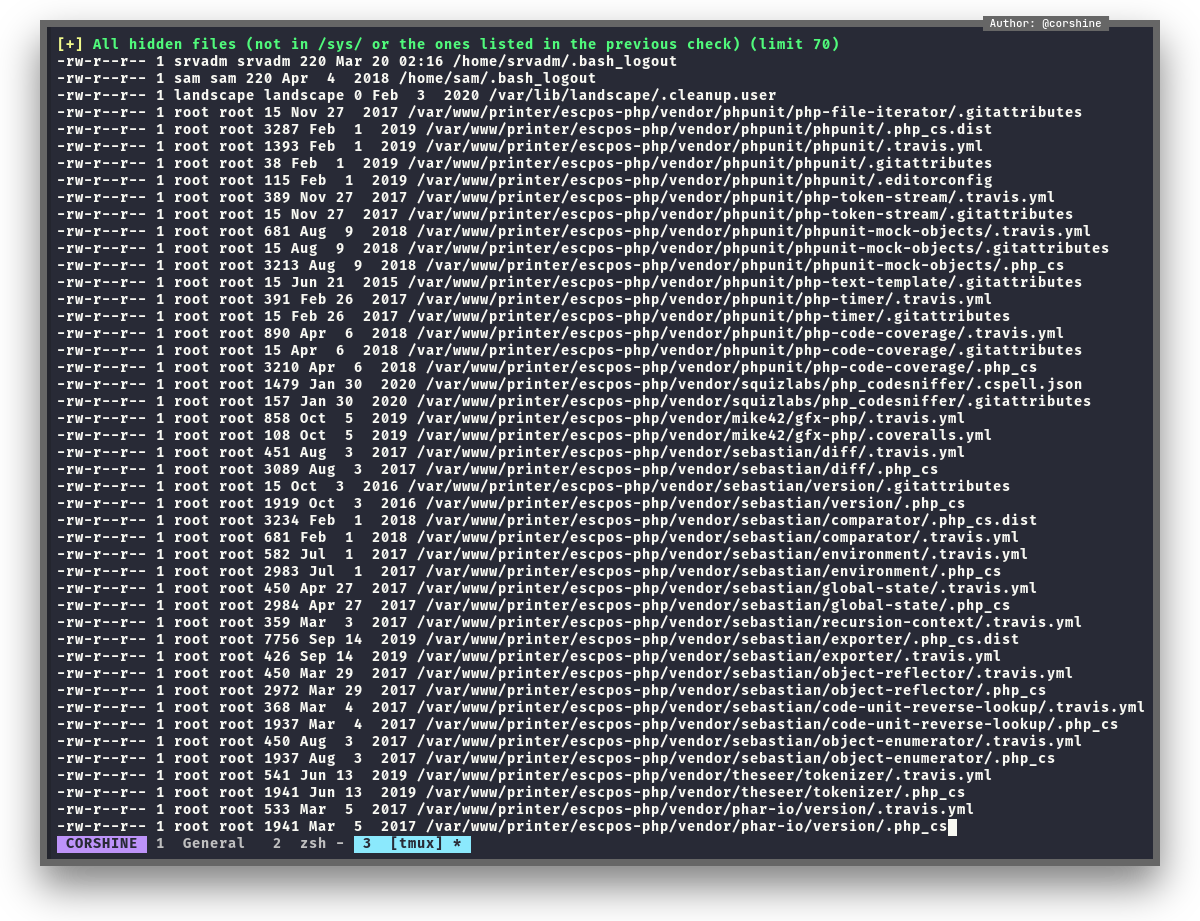 Author: @corshine
[+] All hidden files (not in /sys/ or the ones listed in the previous check) (limit 70)
-rw-r--r-- 1 srvadm srvadm 220 Mar 20 02:16 /home/srvadm/.bash_logout
-rw-r--r-- 1 sam sam 220 Apr  4  2018 /home/sam/.bash_logout
-rw-r--r-- 1 landscape landscape 0 Feb  3  2020 /var/lib/landscape/.cleanup.user
-rw-r--r-- 1 root root 15 Nov 27  2017 /var/www/printer/escpos-php/vendor/phpunit/php-file-iterator/.gitattributes
-rw-r--r-- 1 root root 3287 Feb  1  2019 /var/www/printer/escpos-php/vendor/phpunit/phpunit/.php_cs.dist
-rw-r--r-- 1 root root 1393 Feb  1  2019 /var/www/printer/escpos-php/vendor/phpunit/phpunit/.travis.yml
-rw-r--r-- 1 root root 38 Feb  1  2019 /var/www/printer/escpos-php/vendor/phpunit/phpunit/.gitattributes
-rw-r--r-- 1 root root 115 Feb  1  2019 /var/www/printer/escpos-php/vendor/phpunit/phpunit/.editorconfig
-rw-r--r-- 1 root root 389 Nov 27  2017 /var/www/printer/escpos-php/vendor/phpunit/php-token-stream/.travis.yml
-rw-r--r-- 1 root root 15 Nov 27  2017 /var/www/printer/escpos-php/vendor/phpunit/php-token-stream/.gitattributes
-rw-r--r-- 1 root root 681 Aug  9  2018 /var/www/printer/escpos-php/vendor/phpunit/phpunit-mock-objects/.travis.yml
-rw-r--r-- 1 root root 15 Aug  9  2018 /var/www/printer/escpos-php/vendor/phpunit/phpunit-mock-objects/.gitattributes
-rw-r--r-- 1 root root 3213 Aug  9  2018 /var/www/printer/escpos-php/vendor/phpunit/phpunit-mock-objects/.php_cs
-rw-r--r-- 1 root root 15 Jun 21  2015 /var/www/printer/escpos-php/vendor/phpunit/php-text-template/.gitattributes
-rw-r--r-- 1 root root 391 Feb 26  2017 /var/www/printer/escpos-php/vendor/phpunit/php-timer/.travis.yml
-rw-r--r-- 1 root root 15 Feb 26  2017 /var/www/printer/escpos-php/vendor/phpunit/php-timer/.gitattributes
-rw-r--r-- 1 root root 890 Apr  6  2018 /var/www/printer/escpos-php/vendor/phpunit/php-code-coverage/.travis.yml
-rw-r--r-- 1 root root 15 Apr  6  2018 /var/www/printer/escpos-php/vendor/phpunit/php-code-coverage/.gitattributes
-rw-r--r-- 1 root root 3210 Apr  6  2018 /var/www/printer/escpos-php/vendor/phpunit/php-code-coverage/.php_cs
-rw-r--r-- 1 root root 1479 Jan 30  2020 /var/www/printer/escpos-php/vendor/squizlabs/php_codesniffer/.cspell.json
-rw-r--r-- 1 root root 157 Jan 30  2020 /var/www/printer/escpos-php/vendor/squizlabs/php_codesniffer/.gitattributes
-rw-r--r-- 1 root root 858 Oct  5  2019 /var/www/printer/escpos-php/vendor/mike42/gfx-php/.travis.yml
-rw-r--r-- 1 root root 108 Oct  5  2019 /var/www/printer/escpos-php/vendor/mike42/gfx-php/.coveralls.yml
-rw-r--r-- 1 root root 451 Aug  3  2017 /var/www/printer/escpos-php/vendor/sebastian/diff/.travis.yml
-rw-r--r-- 1 root root 3089 Aug  3  2017 /var/www/printer/escpos-php/vendor/sebastian/diff/.php_cs
-rw-r--r-- 1 root root 15 Oct  3  2016 /var/www/printer/escpos-php/vendor/sebastian/version/.gitattributes
-rw-r--r-- 1 root root 1919 Oct  3  2016 /var/www/printer/escpos-php/vendor/sebastian/version/.php_cs
-rw-r--r-- 1 root root 3234 Feb  1  2018 /var/www/printer/escpos-php/vendor/sebastian/comparator/.php_cs.dist
-rw-r--r-- 1 root root 681 Feb  1  2018 /var/www/printer/escpos-php/vendor/sebastian/comparator/.travis.yml
-rw-r--r-- 1 root root 582 Jul  1  2017 /var/www/printer/escpos-php/vendor/sebastian/environment/.travis.yml
-rw-r--r-- 1 root root 2983 Jul  1  2017 /var/www/printer/escpos-php/vendor/sebastian/environment/.php_cs
-rw-r--r-- 1 root root 450 Apr 27  2017 /var/www/printer/escpos-php/vendor/sebastian/global-state/.travis.yml
-rw-r--r-- 1 root root 2984 Apr 27  2017 /var/www/printer/escpos-php/vendor/sebastian/global-state/.php_cs
-rw-r--r-- 1 root root 359 Mar  3  2017 /var/www/printer/escpos-php/vendor/sebastian/recursion-context/.travis.yml
-rw-r--r-- 1 root root 7756 Sep 14  2019 /var/www/printer/escpos-php/vendor/sebastian/exporter/.php_cs.dist
-rw-r--r-- 1 root root 426 Sep 14  2019 /var/www/printer/escpos-php/vendor/sebastian/exporter/.travis.yml
-rw-r--r-- 1 root root 450 Mar 29  2017 /var/www/printer/escpos-php/vendor/sebastian/object-reflector/.travis.yml
-rw-r--r-- 1 root root 2972 Mar 29  2017 /var/www/printer/escpos-php/vendor/sebastian/object-reflector/.php_cs
-rw-r--r-- 1 root root 368 Mar  4  2017 /var/www/printer/escpos-php/vendor/sebastian/code-unit-reverse-lookup/.travis.yml
-rw-r--r-- 1 root root 1937 Mar  4  2017 /var/www/printer/escpos-php/vendor/sebastian/code-unit-reverse-lookup/.php_cs
-rw-r--r-- 1 root root 450 Aug  3  2017 /var/www/printer/escpos-php/vendor/sebastian/object-enumerator/.travis.yml
-rw-r--r-- 1 root root 1937 Aug  3  2017 /var/www/printer/escpos-php/vendor/sebastian/object-enumerator/.php_cs
-rw-r--r-- 1 root root 541 Jun 13  2019 /var/www/printer/escpos-php/vendor/theseer/tokenizer/.travis.yml
-rw-r--r-- 1 root root 1941 Jun 13  2019 /var/www/printer/escpos-php/vendor/theseer/tokenizer/.php_cs
-rw-r--r-- 1 root root 533 Mar  5  2017 /var/www/printer/escpos-php/vendor/phar-io/version/.travis.yml
-rw-r--r-- 1 root root 1941 Mar  5  2017 /var/www/printer/escpos-php/vendor/phar-io/version/.php_cs
CORSHINE 1  General   2  zsh -  3  [tmux] *